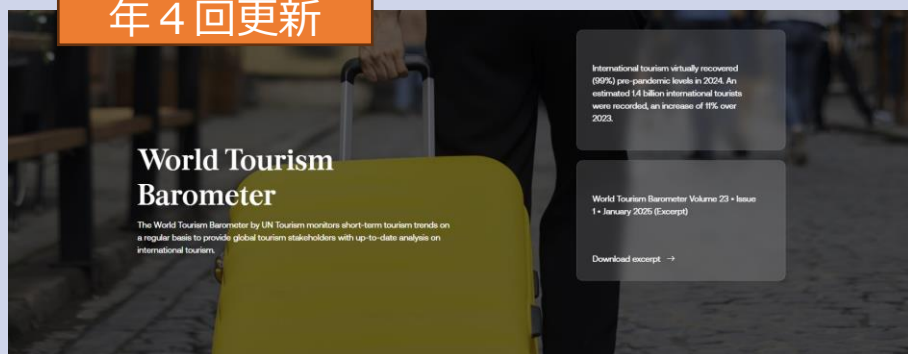 年４回更新
World Tourism
Barometer
The World Tourism Barometer by UN Tourism monitors short-term tourism trends on
a regular basis to provide global tourism stakeholders with up-to-date analysis on
international tourism.
International tourism virtually recovered
(99%) pre-pandemic levels in 2024. An
estimated 1.4 billion international tourists
were recorded, an increase of 11% over
2023.
World Tourism Barometer Volume 23 • Issue
1 • January 2025 (Excerpt)
Download excerpt →